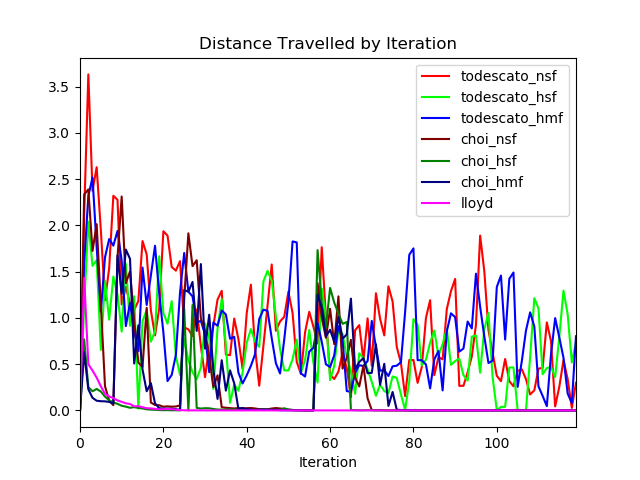 Distance Travelled by Iteration
todescato_nsf
todescato_hsf
todescato_hmf
choi_nsf
choi_hsf
choi_hmf
lloyd
3.5
3.0
2.5
2.0
1.5
1.0
0.5
0.0
0 20 40 60 80 100
Iteration